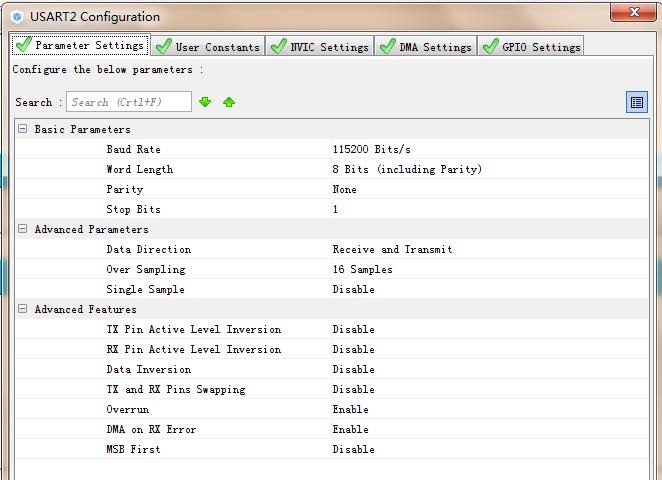 USART2 Configuration
Parameter Settings User Constants NVIC Settings DMA Settings GPIO Settings
Configure the below parameters :
Search : Search (Crtl+F)
Basic Parameters
Baud Rate 115200 Bits/s
Word Length 8 Bits (including Parity)
Parity None
Stop Bits 1
Advanced Parameters
Data Direction Receive and Transmit
Over Sampling 16 Samples
Single Sample Disable
Advanced Features
TX Pin Active Level Inversion Disable
RX Pin Active Level Inversion Disable
Data Inversion Disable
TX and RX Pins Swapping Disable
Overrun Enable
DMA on RX Error Enable
MSB First Disable